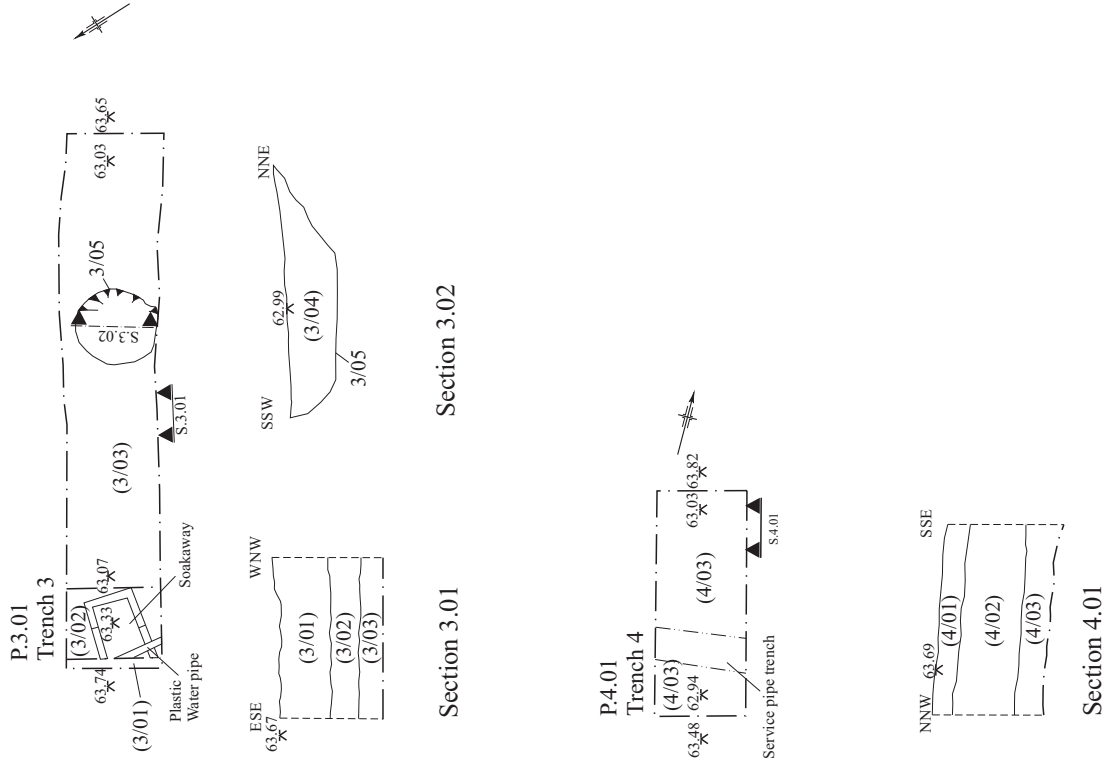 P.3.01
Trench 3
(3/02)
63.74
63.33
63.07
(3/01)
Plastic
Water pipe
Soakaway
(3/03)
S.3.01
S.3.02
3/05
63.03
63.65
ESE
WNW
63.67
(3/01)
(3/02)
(3/03)
Section 3.01
SSW
NNE
62.99
(3/04)
3/05
Section 3.02
P.4.01
Trench 4
(4/03)
63.48
62.94
Service pipe trench
(4/03)
63.03
63.82
S.4.01
NNW
SSE
63.69
(4/01)
(4/02)
(4/03)
Section 4.01